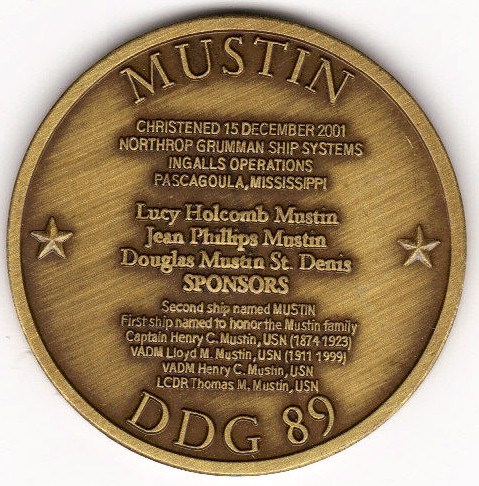 MUSTIN
CHRISTENED 15 DECEMBER 2001
NORTHROP GRUMMAN SHIP SYSTEMS
INGALLS OPERATIONS
PASCAGOULA, MISSISSIPPI
Lucy Holcomb Mustin
Jean Phillips Mustin
Douglas Mustin St. Denis
SPONSORS
Second ship named MUSTIN
First ship named to honor the Mustin family
Captain Henry C. Mustin, USN (1874 1923)
VADM Lloyd M. Mustin, USN (1911 1999)
VADM Henry C. Mustin, USN
LCDR Thomas M. Mustin, USN
DDG 89